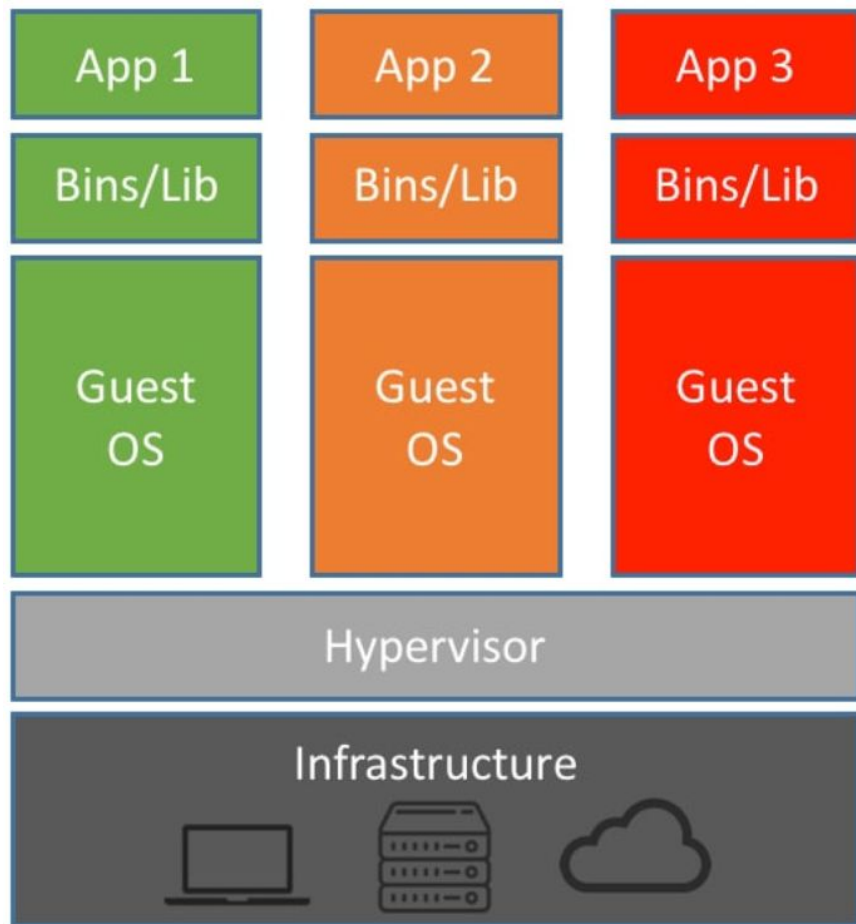 App 1
App 2
App 3
Bins/Lib
Bins/Lib
Bins/Lib
Guest
OS
Guest
OS
Guest
OS
Hypervisor
Infrastructure